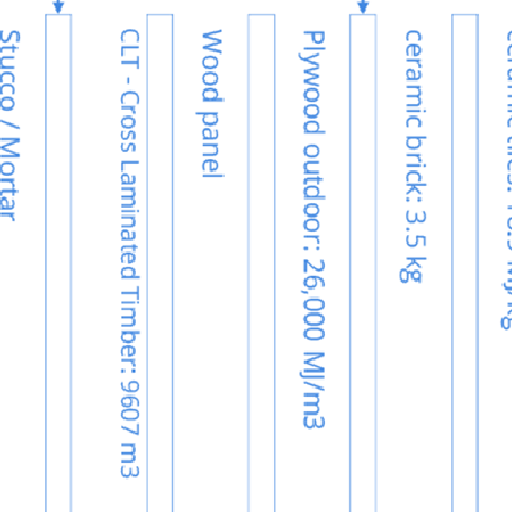 ceramic brick: 3.5 kg
Plywood outdoor: 26,000 MJ/m3
Wood panel
CLT - Cross Laminated Timber: 9607 m3
Stucco / Mortar